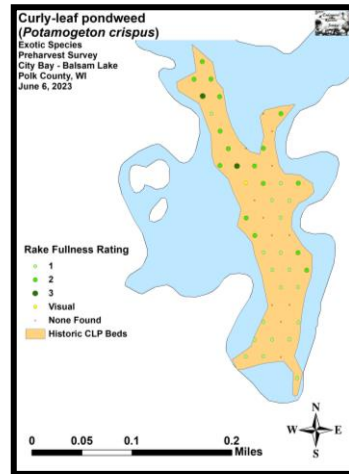 Curly-leaf pondweed
(Potamogeton crispus)
Exotic Species
Preharvest Survey
City Bay - Balsam Lake
Polk County, WI
June 6, 2023
Rake Fullness Rating
1
2
3
Visual
None Found
Historic CLP Beds
N
W E
S
0 0.05 0.1 0.2
Miles